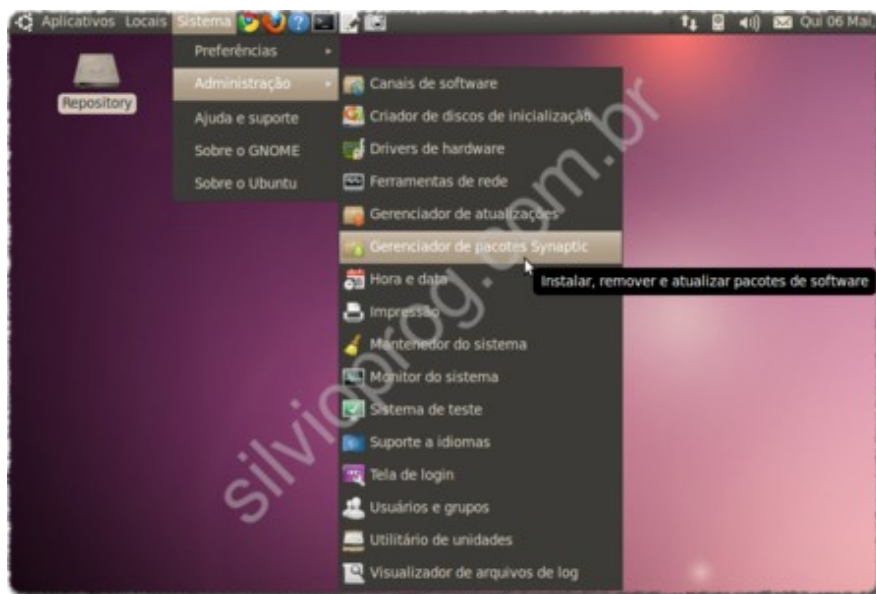 Aplicativos Locais Sistema Qui 06 Mai,
Repository
Preferências
Administração
Ajuda e suporte
Sobre o GNOME
Sobre o Ubuntu
Canais de software
Criador de discos de inicialização
Drivers de hardware
Ferramentas de rede
Gerenciador de atualizações
Gerenciador de pacotes Synaptic
Instalar, remover e atualizar pacotes de software
Hora e data
Impressão
Mantenedor do sistema
Monitor do sistema
Sistema de teste
Suporte a idiomas
Tela de login
Usuários e grupos
Utilitário de unidades
Visualizador de arquivos de log
silvioprog.com.br